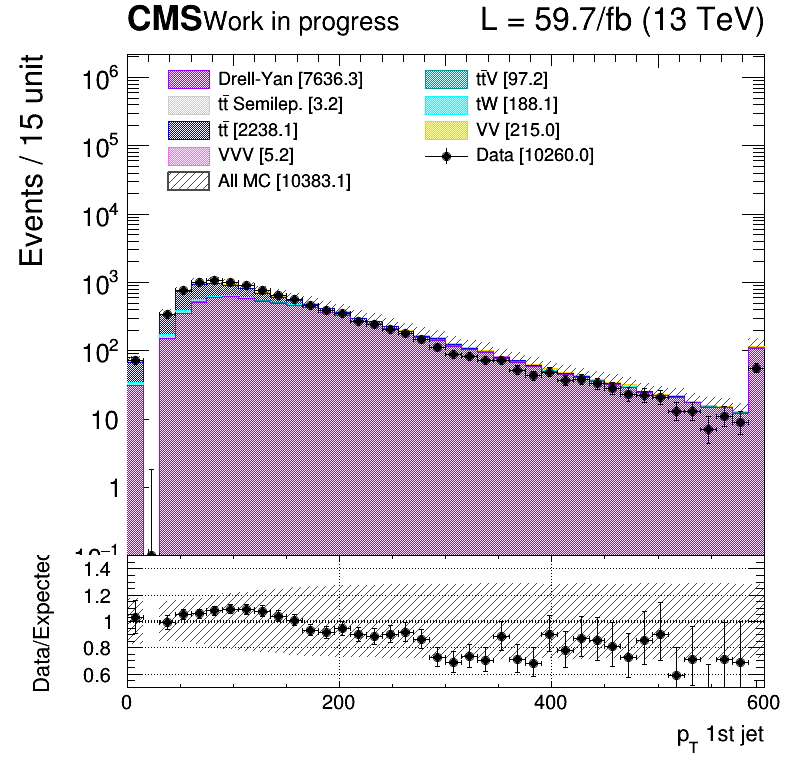 CMS Work in progress L = 59.7/fb (13 TeV)
Events / 15 unit
10⁶
10⁵
10⁴
10³
10²
10
1
10⁻¹
Drell-Yan [7636.3]
tt̄ Semilep. [3.2]
tt̄ [2238.1]
VVV [5.2]
All MC [10383.1]
tt̄V [97.2]
tW [188.1]
VV [215.0]
Data [10260.0]
Data/Expected
1.4
1.2
1
0.8
0.6
0 200 400 600
p_T 1st jet